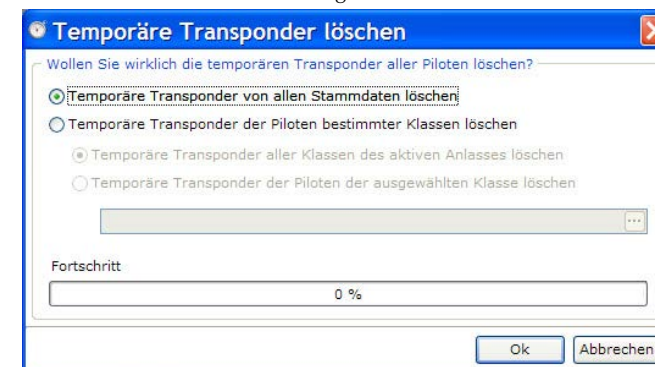 Temporäre Transponder löschen
Wollen Sie wirklich die temporären Transponder aller Piloten löschen?
Temporäre Transponder von allen Stammdaten löschen
Temporäre Transponder der Piloten bestimmter Klassen löschen
Temporäre Transponder aller Klassen des aktiven Anlasses löschen
Temporäre Transponder der Piloten der ausgewählten Klasse löschen
...
Fortschritt
0 %
Ok Abbrechen